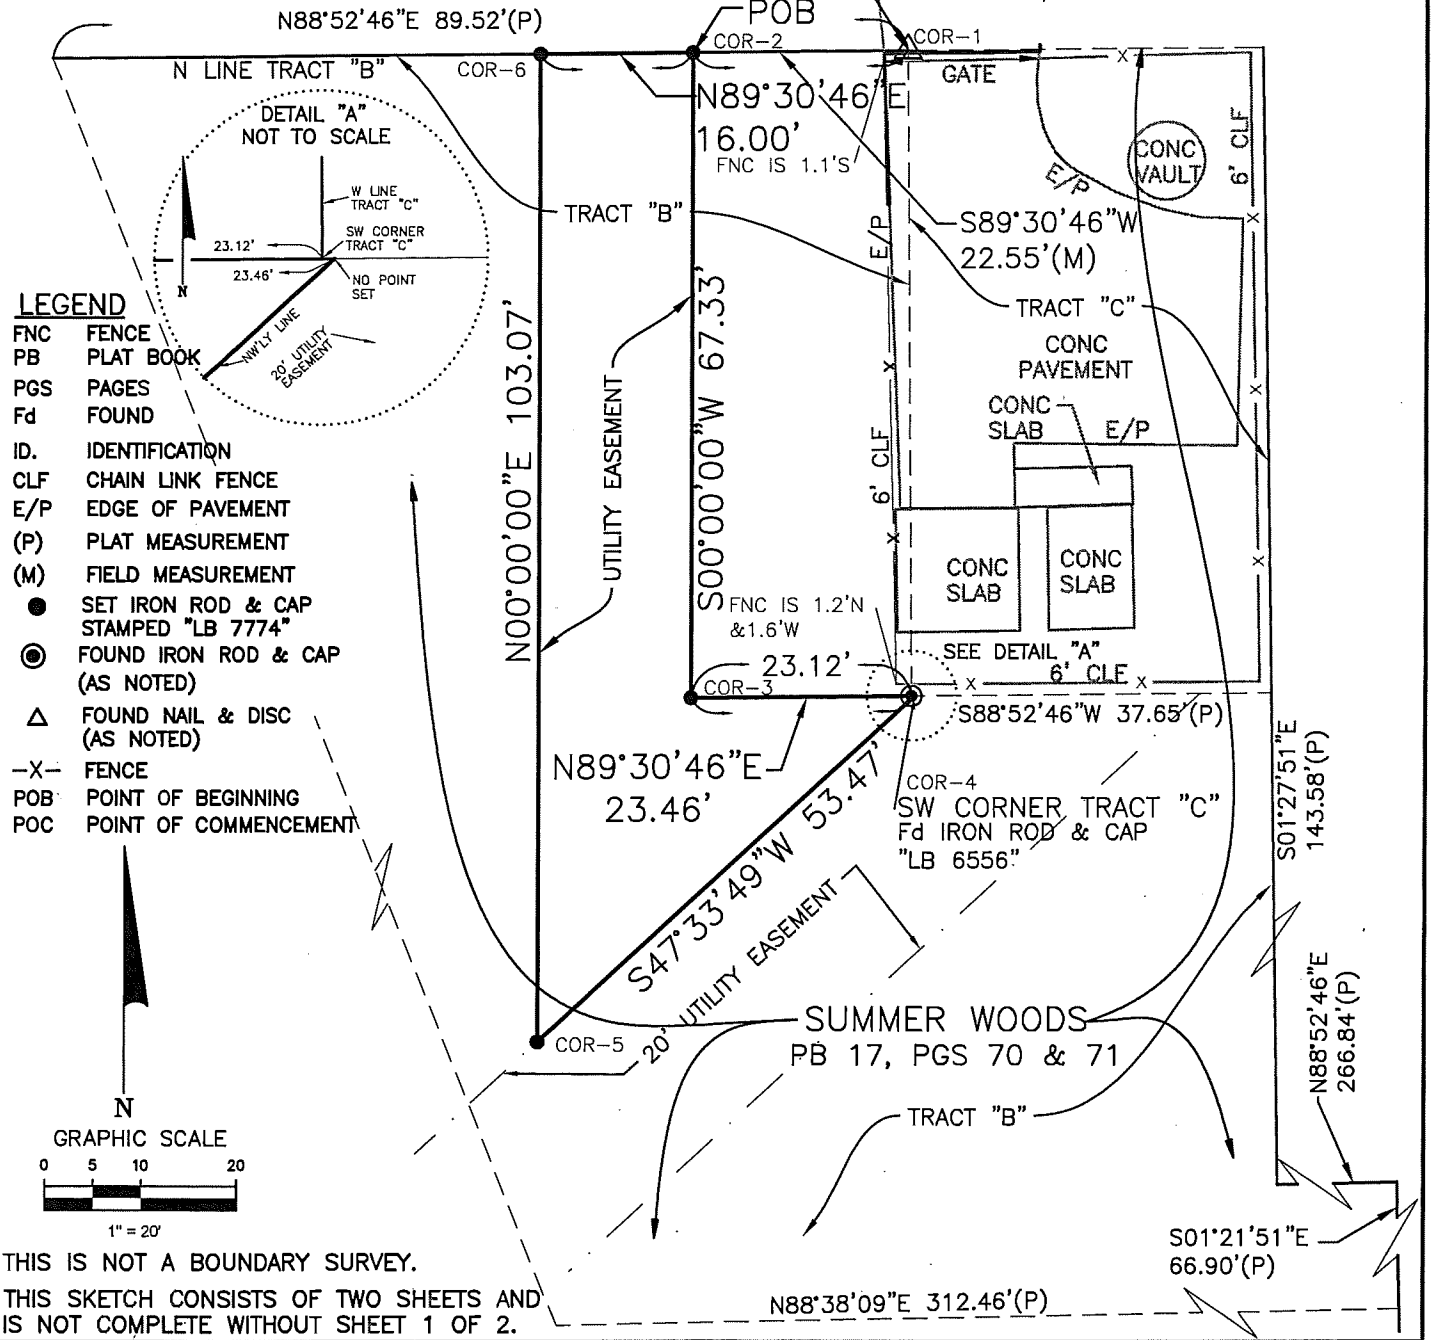 N88°52'46"E 89.52'(P)
POB
COR-2
COR-1
COR-6
N LINE TRACT "B"
GATE
X
N89°30'46"E
16.00'
FNC IS 1.1'S
DETAIL "A"
NOT TO SCALE
W LINE
TRACT "C"
SW CORNER
TRACT "C"
23.12'
23.46'
NO POINT
SET
N
NW'LY LINE
20' UTILITY
EASEMENT
TRACT "B"
E/P
CONC
VAULT
6' CLF
E/P
X
S89°30'46"W
22.55'(M)
TRACT "C"
LEGEND
FNC FENCE
PB PLAT BOOK
PGS PAGES
Fd FOUND
ID. IDENTIFICATION
CLF CHAIN LINK FENCE
E/P EDGE OF PAVEMENT
(P) PLAT MEASUREMENT
(M) FIELD MEASUREMENT
SET IRON ROD & CAP
STAMPED "LB 7774"
FOUND IRON ROD & CAP
(AS NOTED)
FOUND NAIL & DISC
(AS NOTED)
-X- FENCE
POB POINT OF BEGINNING
POC POINT OF COMMENCEMENT
N00°00'00"E 103.07'
UTILITY EASEMENT
S00°00'00"W 67.33'
X
6' CLF
X
CONC
PAVEMENT
X
CONC
SLAB
E/P
CONC
SLAB
CONC
SLAB
X
FNC IS 1.2'N
&1.6'W
SEE DETAIL "A"
23.12'
6' CLF
X
X
COR-3
S88°52'46"W 37.65'(P)
N89°30'46"E
23.46'
COR-4
SW CORNER TRACT "C"
Fd IRON ROD & CAP
"LB 6556"
S47°33'49"W 53.47'
S01°27'51"E
143.58'(P)
20' UTILITY EASEMENT
COR-5
SUMMER WOODS
PB 17, PGS 70 & 71
N88°52'46"E
266.84'(P)
TRACT "B"
N
GRAPHIC SCALE
0 5 10 20
1" = 20'
S01°21'51"E
66.90'(P)
THIS IS NOT A BOUNDARY SURVEY.
THIS SKETCH CONSISTS OF TWO SHEETS AND
IS NOT COMPLETE WITHOUT SHEET 1 OF 2.
N88°38'09"E 312.46'(P)